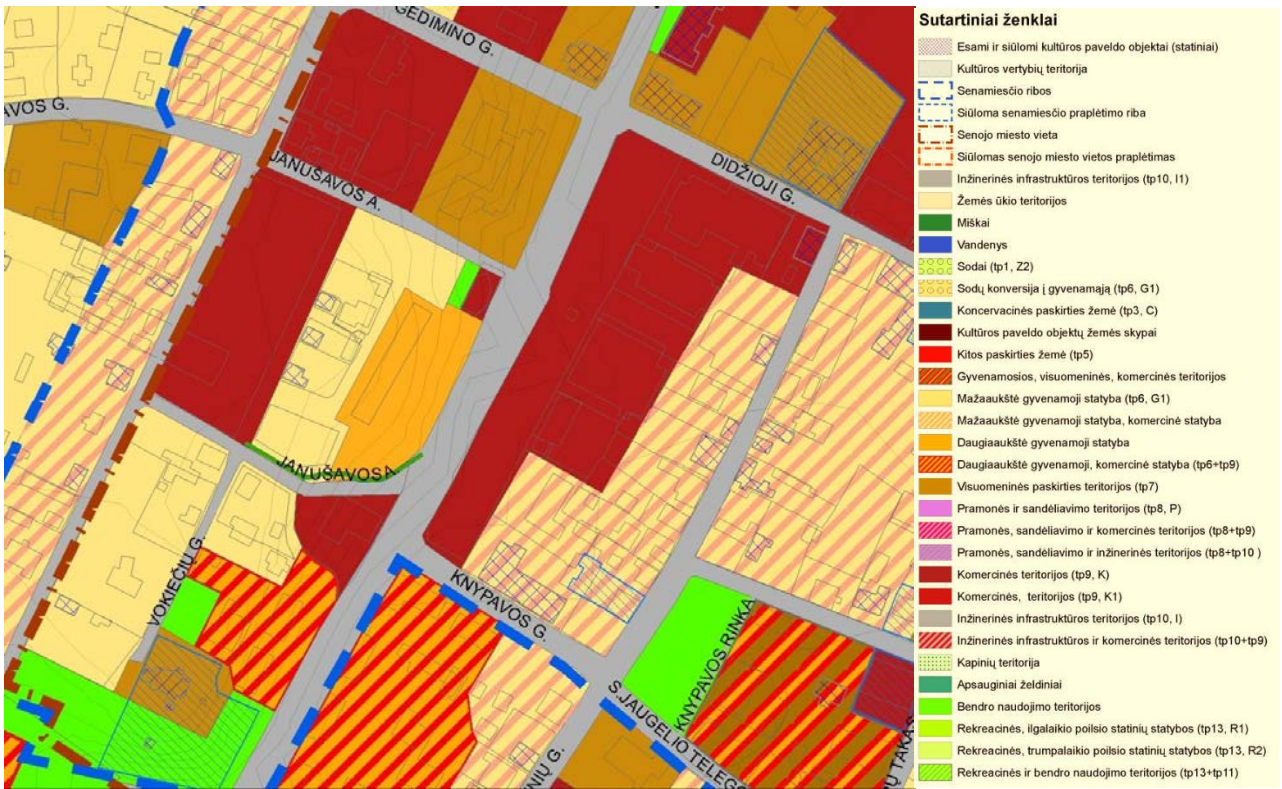 GEDIMINO G.
AVOS G.
JANUŠAVOS A.
DIDŽIOJI G.
JANUŠAVOS A.
VOKIEČIŲ G.
KNYPAVOS G.
KNYPAVOS RINKA
S.JAUGELIO TELEG
NIŲ G.
Ų TAKAS
Sutartiniai ženklai
Esami ir siūlomi kultūros paveldo objektai (statiniai)
Kultūros vertybių teritorija
Senamiesčio ribos
Siūloma senamiesčio praplėtimo riba
Senojo miesto vieta
Siūlomas senojo miesto vietos praplėtimas
Inžinerinės infrastruktūros teritorijos (tp10, I1)
Žemės ūkio teritorijos
Miškai
Vandenys
Sodai (tp1, Z2)
Sodų konversija į gyvenamąją (tp6, G1)
Koncervacinės paskirties žemė (tp3, C)
Kultūros paveldo objektų žemės skypai
Kitos paskirties žemė (tp5)
Gyvenamosios, visuomeninės, komercinės teritorijos
Mažaaukštė gyvenamoji statyba (tp6, G1)
Mažaaukštė gyvenamoji statyba, komercinė statyba
Daugiaaukštė gyvenamoji statyba
Daugiaaukštė gyvenamoji, komercinė statyba (tp6+tp9)
Visuomeninės paskirties teritorijos (tp7)
Pramonės ir sandėliavimo teritorijos (tp8, P)
Pramonės, sandėliavimo ir komercinės teritorijos (tp8+tp9)
Pramonės, sandėliavimo ir inžinerinės teritorijos (tp8+tp10 )
Komercinės teritorijos (tp9, K)
Komercinės, teritorijos (tp9, K1)
Inžinerinės infrastruktūros teritorijos (tp10, I)
Inžinerinės infrastruktūros ir komercinės teritorijos (tp10+tp9)
Kapinių teritorija
Apsauginiai želdiniai
Bendro naudojimo teritorijos
Rekreacinės, ilgalaikio poilsio statinių statybos (tp13, R1)
Rekreacinės, trumpalaikio poilsio statinių statybos (tp13, R2)
Rekreacinės ir bendro naudojimo teritorijos (tp13+tp11)